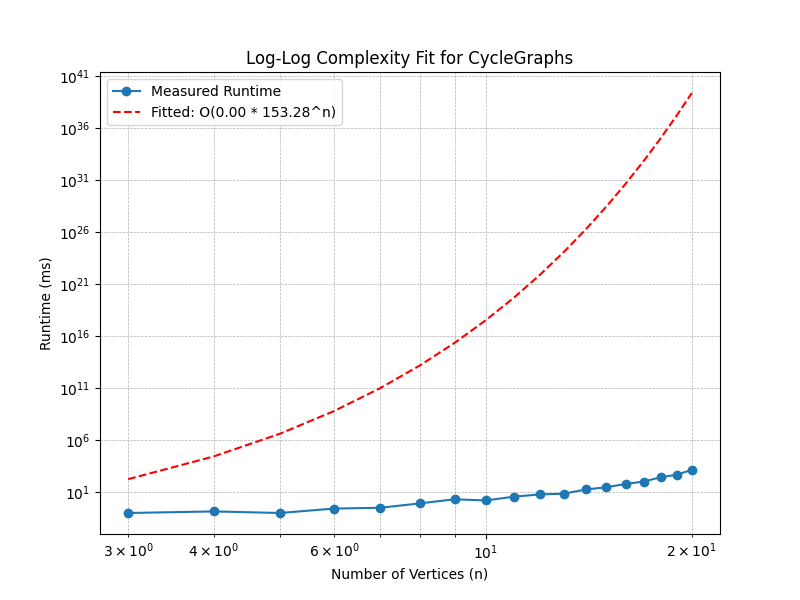 Log-Log Complexity Fit for CycleGraphs
Measured Runtime
Fitted: O(0.00 * 153.28^n)
Runtime (ms)
10^41
10^36
10^31
10^26
10^21
10^16
10^11
10^6
10^1
3 × 10^0
4 × 10^0
6 × 10^0
10^1
2 × 10^1
Number of Vertices (n)